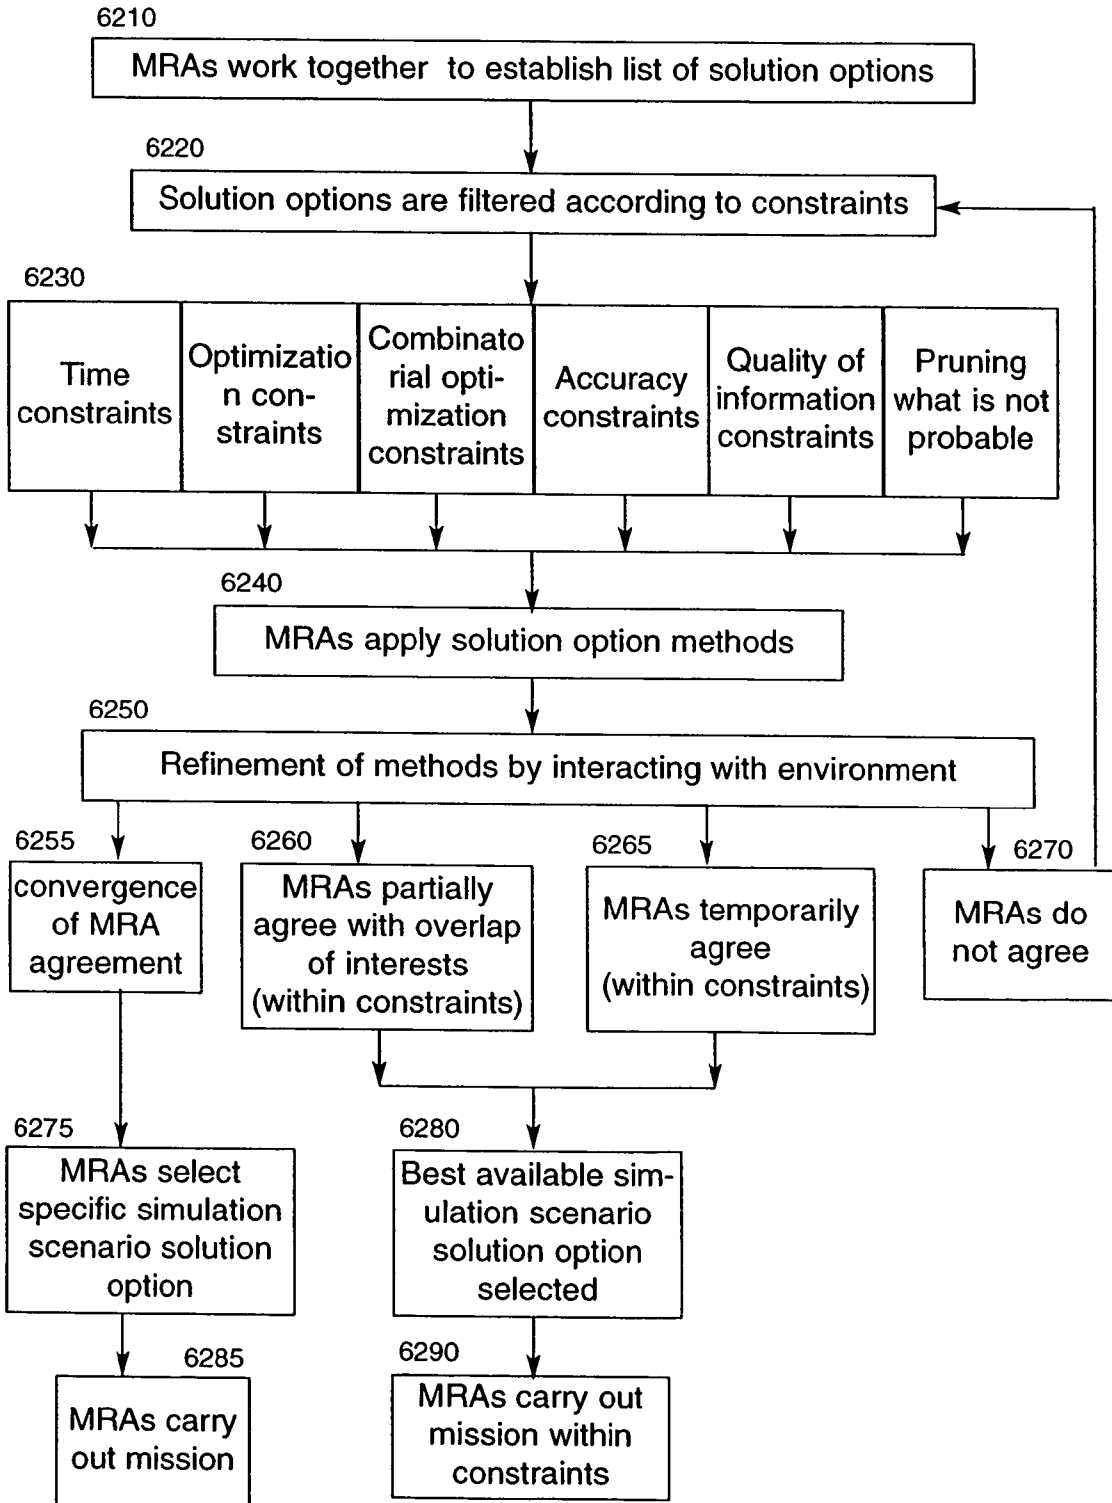 6210
MRAs work together to establish list of solution options
6220
Solution options are filtered according to constraints
6230
Time
constraints
Optimizatio
n con-
straints
Combinato
rial opti-
mization
constraints
Accuracy
constraints
Quality of
information
constraints
Pruning
what is not
probable
6240
MRAs apply solution option methods
6250
Refinement of methods by interacting with environment
6255
convergence
of MRA
agreement
6260
MRAs partially
agree with overlap
of interests
(within constraints)
6265
MRAs temporarily
agree
(within constraints)
6270
MRAs do
not agree
6275
MRAs select
specific simulation
scenario solution
option
6280
Best available sim-
ulation scenario
solution option
selected
6285
MRAs carry
out mission
6290
MRAs carry out
mission within
constraints